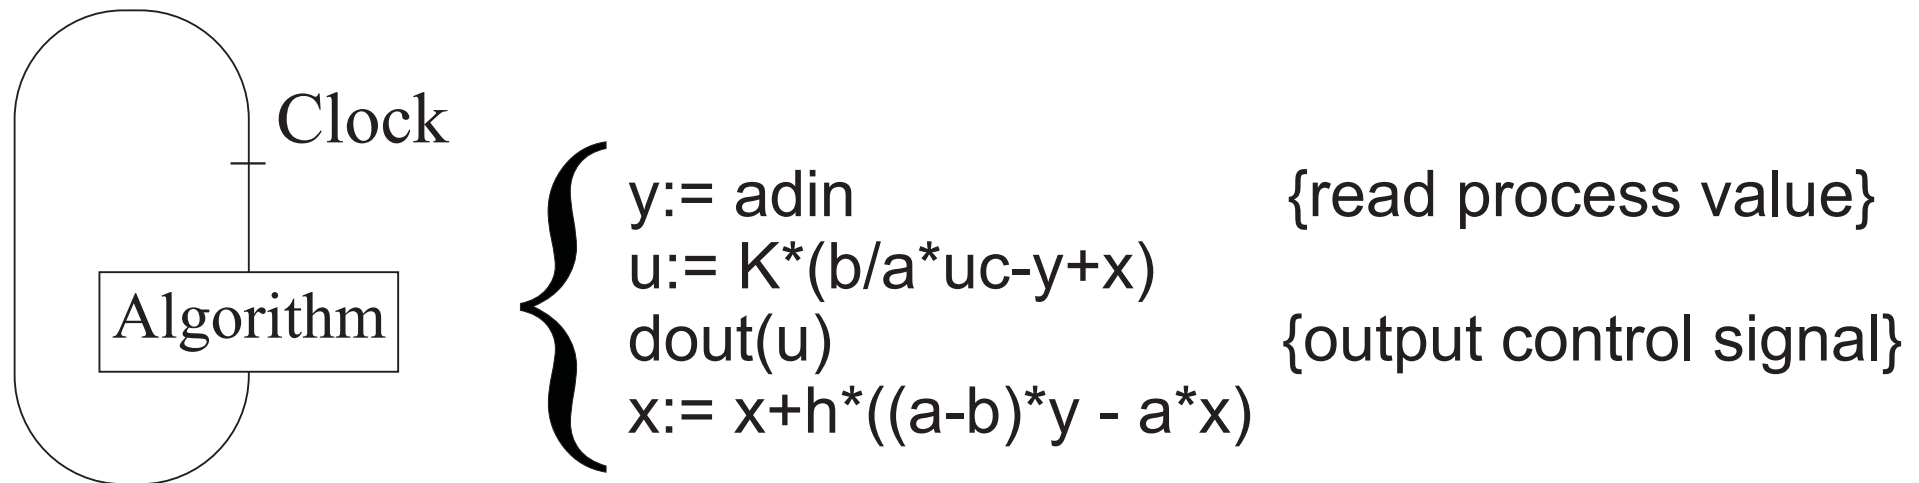 Clock
Algorithm
y:= adin {read process value}
u:= K*(b/a*uc-y+x)
dout(u) {output control signal}
x:= x+h*((a-b)*y - a*x)